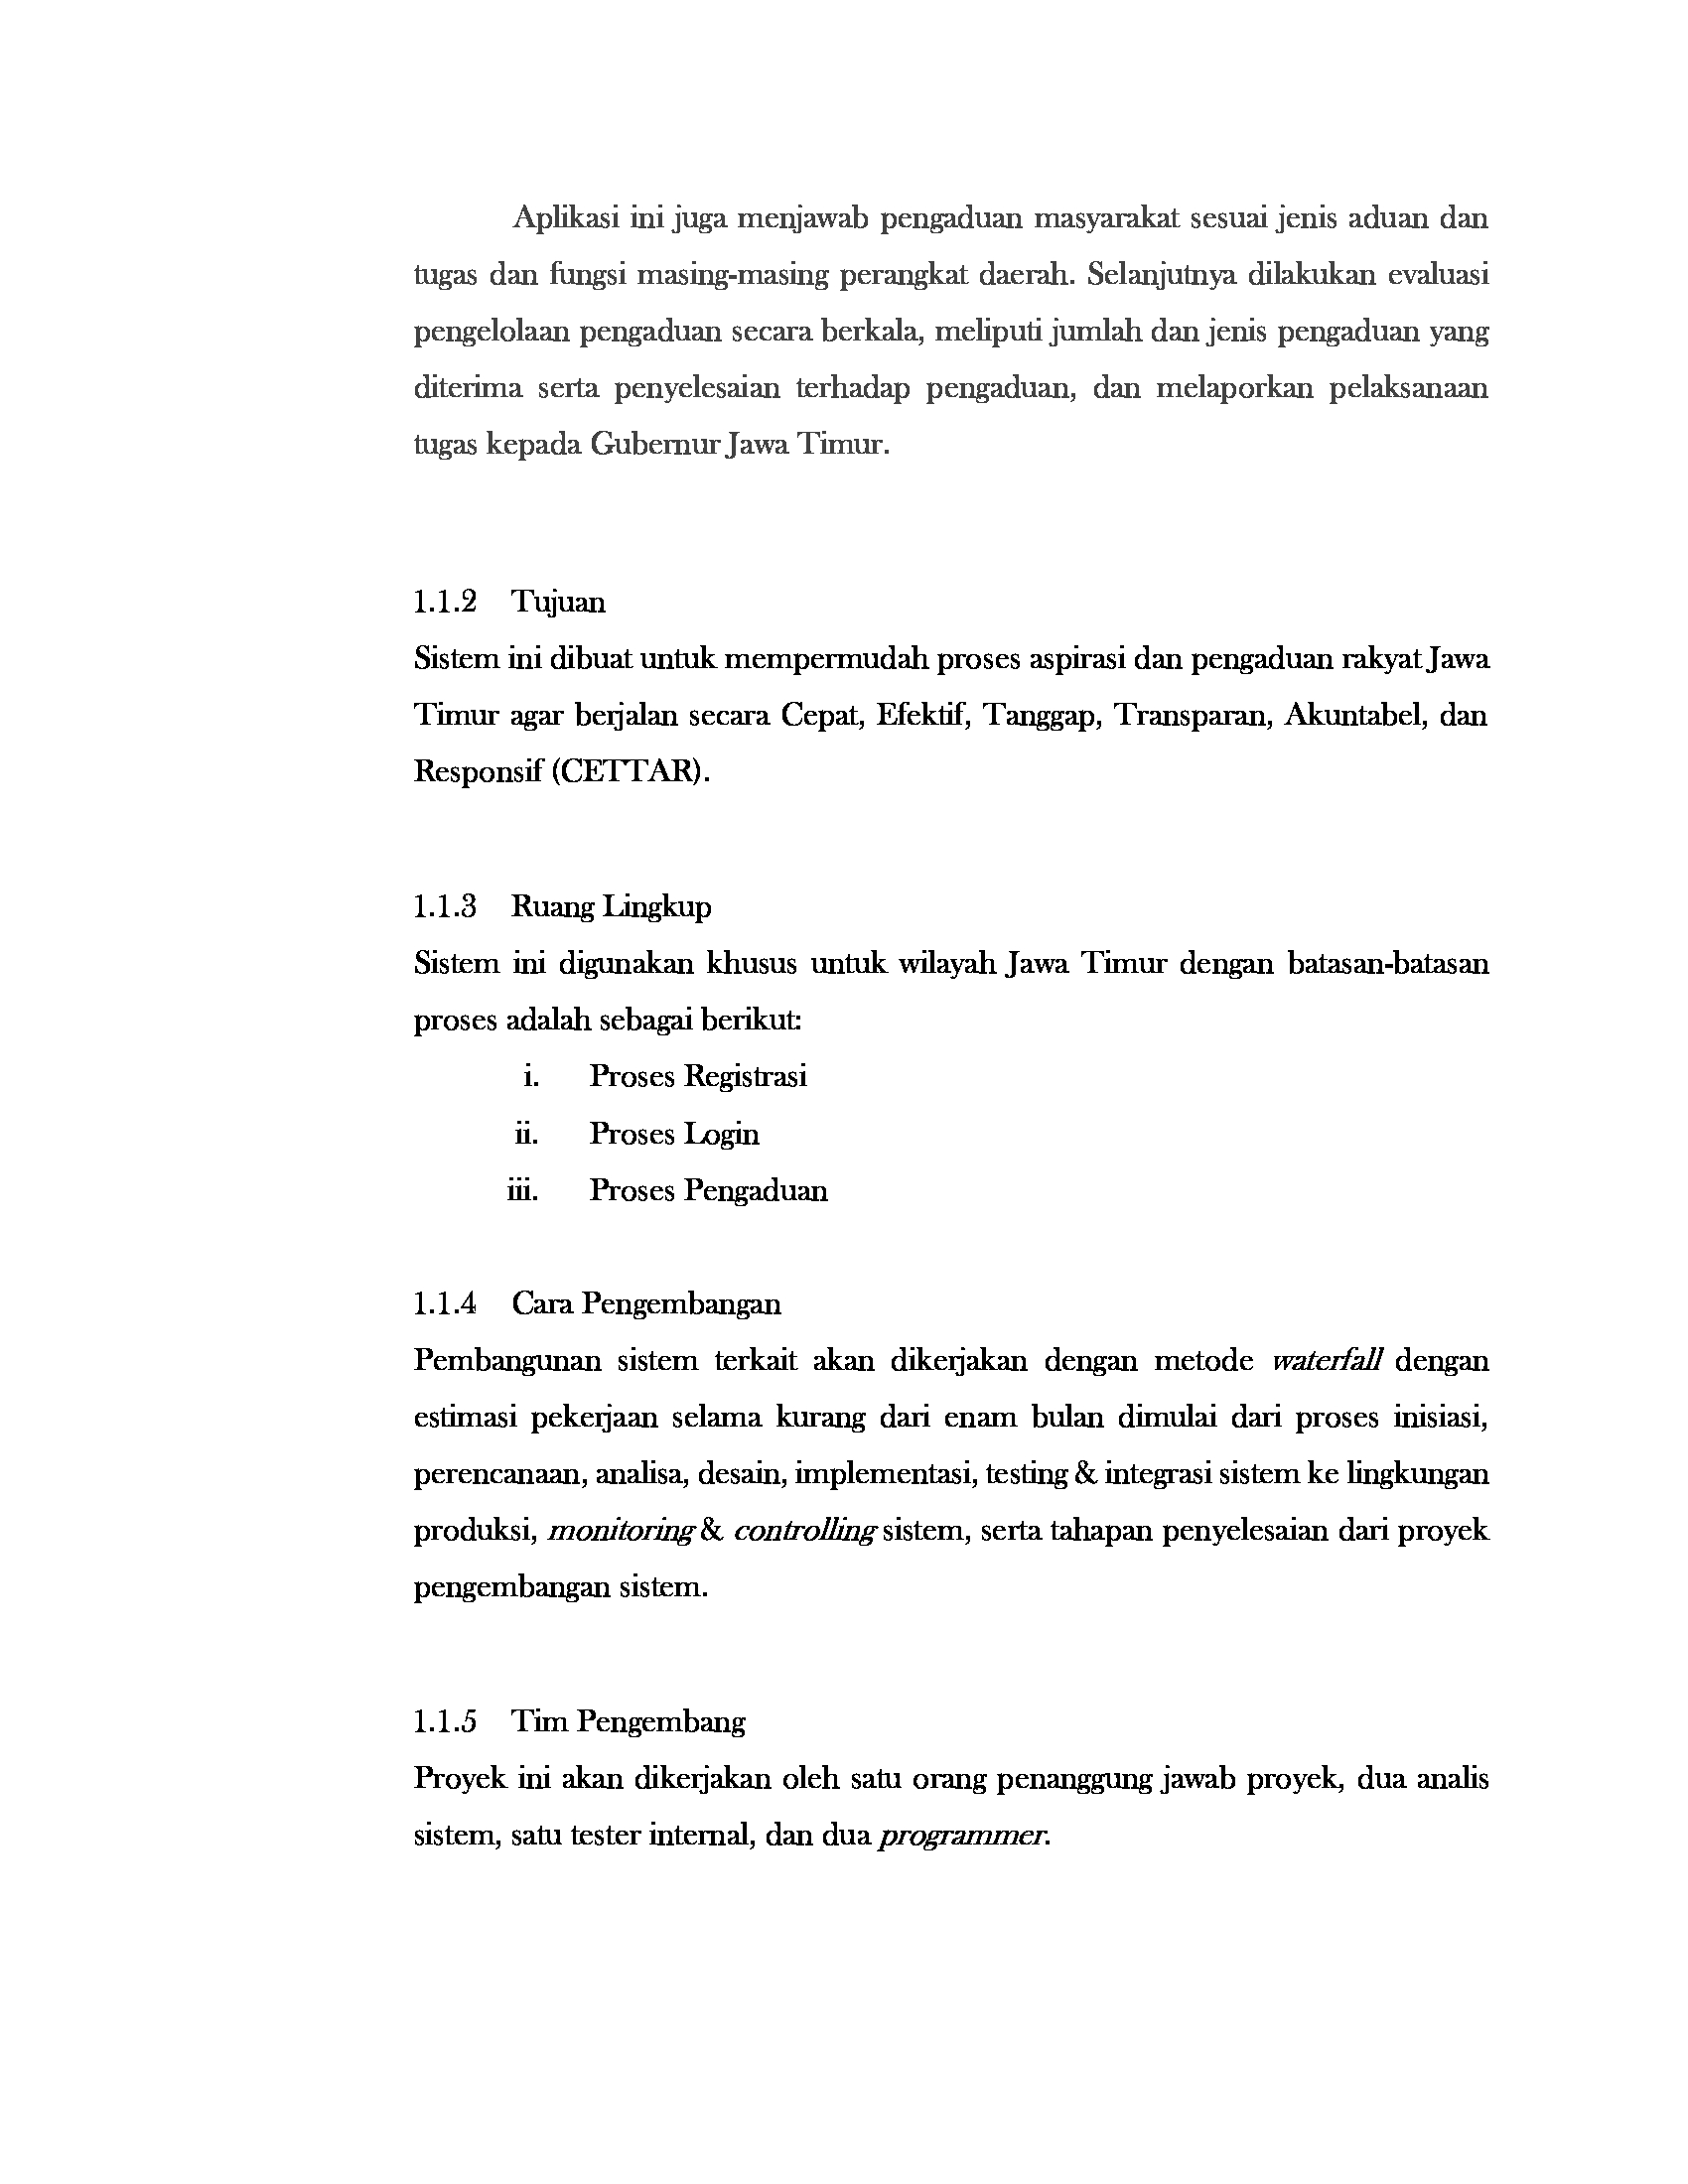 Aplikasi ini juga menjawab pengaduan masyarakat sesuai jenis aduan dan
tugas dan fungsi masing-masing perangkat daerah. Selanjutnya dilakukan evaluasi
pengelolaan pengaduan secara berkala, meliputi jumlah dan jenis pengaduan yang
diterima serta penyelesaian terhadap pengaduan, dan melaporkan pelaksanaan
tugas kepada Gubernur Jawa Timur.
1.1.2 Tujuan
Sistem ini dibuat untuk mempermudah proses aspirasi dan pengaduan rakyat Jawa
Timur agar berjalan secara Cepat, Efektif, Tanggap, Transparan, Akuntabel, dan
Responsif (CETTAR).
1.1.3 Ruang Lingkup
Sistem ini digunakan khusus untuk wilayah Jawa Timur dengan batasan-batasan
proses adalah sebagai berikut:
i. Proses Registrasi
ii. Proses Login
iii. Proses Pengaduan
1.1.4 Cara Pengembangan
Pembangunan sistem terkait akan dikerjakan dengan metode waterfall dengan
estimasi pekerjaan selama kurang dari enam bulan dimulai dari proses inisiasi,
perencanaan, analisa, desain, implementasi, testing & integrasi sistem ke lingkungan
produksi, monitoring & controlling sistem, serta tahapan penyelesaian dari proyek
pengembangan sistem.
1.1.5 Tim Pengembang
Proyek ini akan dikerjakan oleh satu orang penanggung jawab proyek, dua analis
sistem, satu tester internal, dan dua programmer.